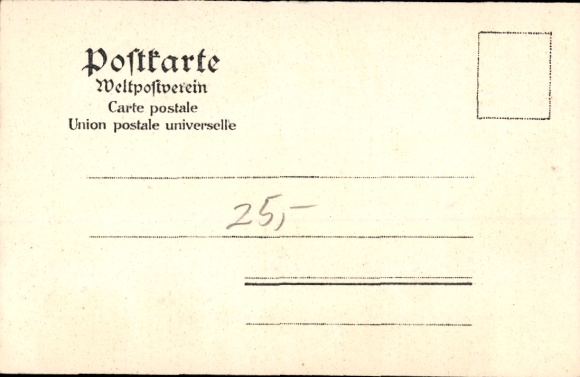 Postkarte
Weltpostverein
Carte postale
Union postale universelle
25,-